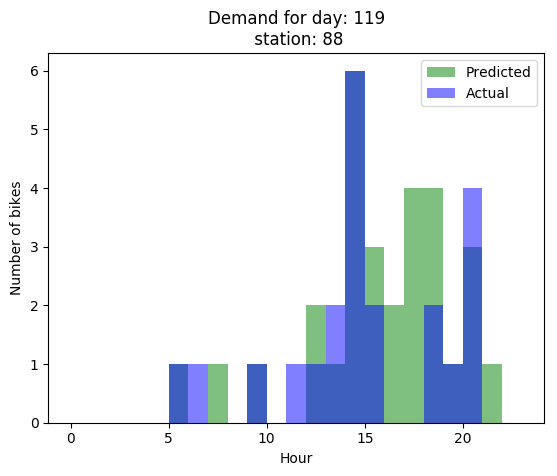 Demand for day: 119
station: 88
Predicted
Actual
Number of bikes
6
5
4
3
2
1
0
0 5 10 15 20
Hour